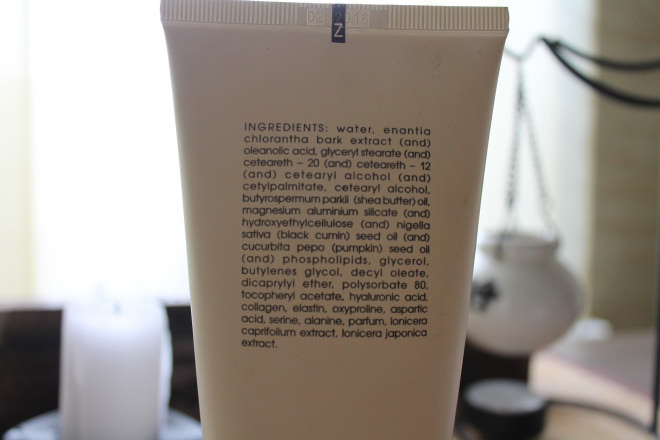 Z
INGREDIENTS: water, enantia
chlorantha bark extract (and)
oleanolic acid, glyceryl stearate (and)
ceteareth - 20 (and) ceteareth - 12
(and) cetearyl alcohol (and)
cetylpalmitate, cetearyl alcohol,
butyrospermum parkii (shea butter) oil,
magnesium aluminium silicate (and)
hydroxyethylcellulose (and) nigella
sativa (black cumin) seed oil (and)
cucurbita pepo (pumpkin) seed oil
(and) phospholipids, glycerol,
butylenes glycol, decyl oleate,
dicaprylyl ether, polysorbate 80,
tocopheryl acetate, hyaluronic acid,
collagen, elastin, oxyproline, aspartic
acid, serine, alanine, parfum, lonicera
caprifolium extract, lonicera japonica
extract.